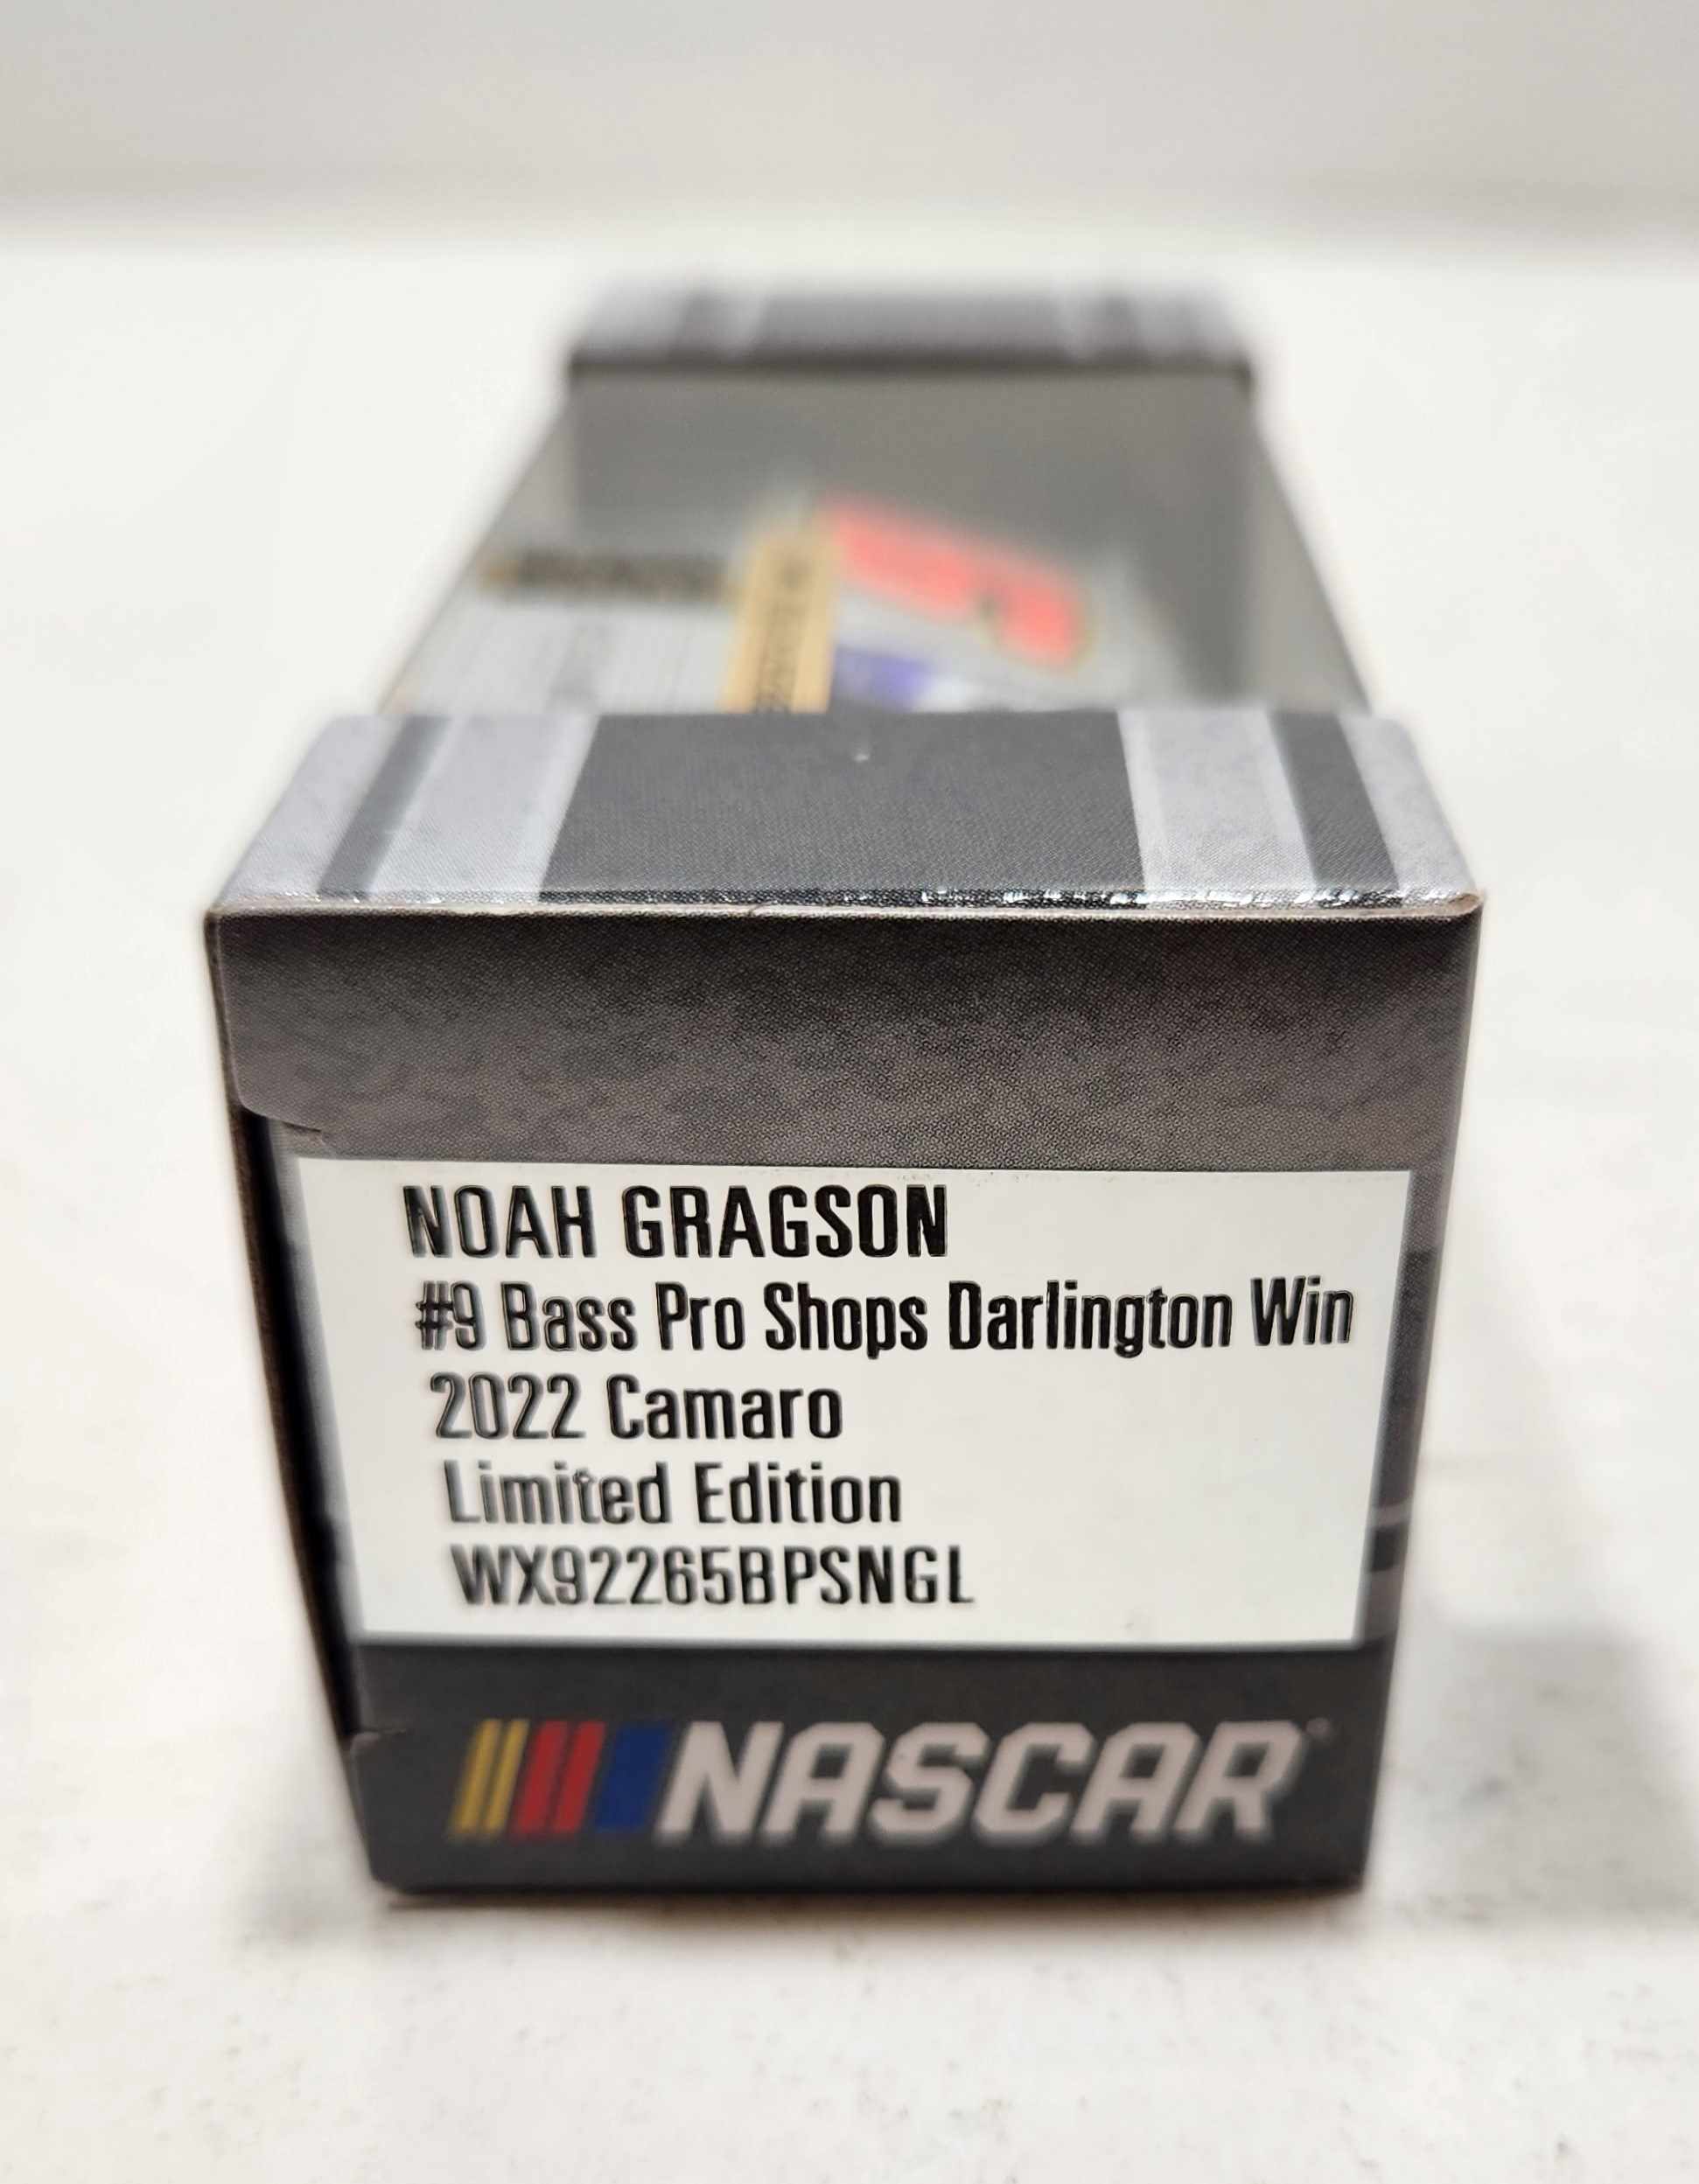 NOAH GRAGSON
#9 Bass Pro Shops Darlington Win
2022 Camaro
Limited Edition
WX92265BPSNGL
NASCAR